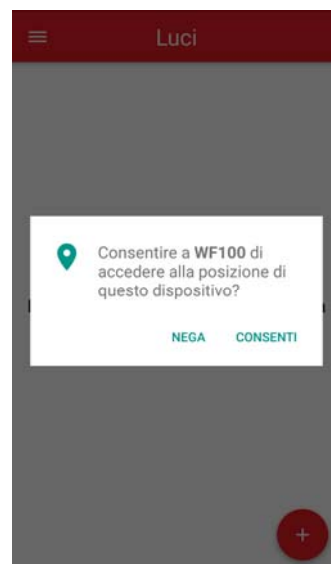 Luci
Consentire a WF100 di
accedere alla posizione di
questo dispositivo?
NEGA CONSENTI